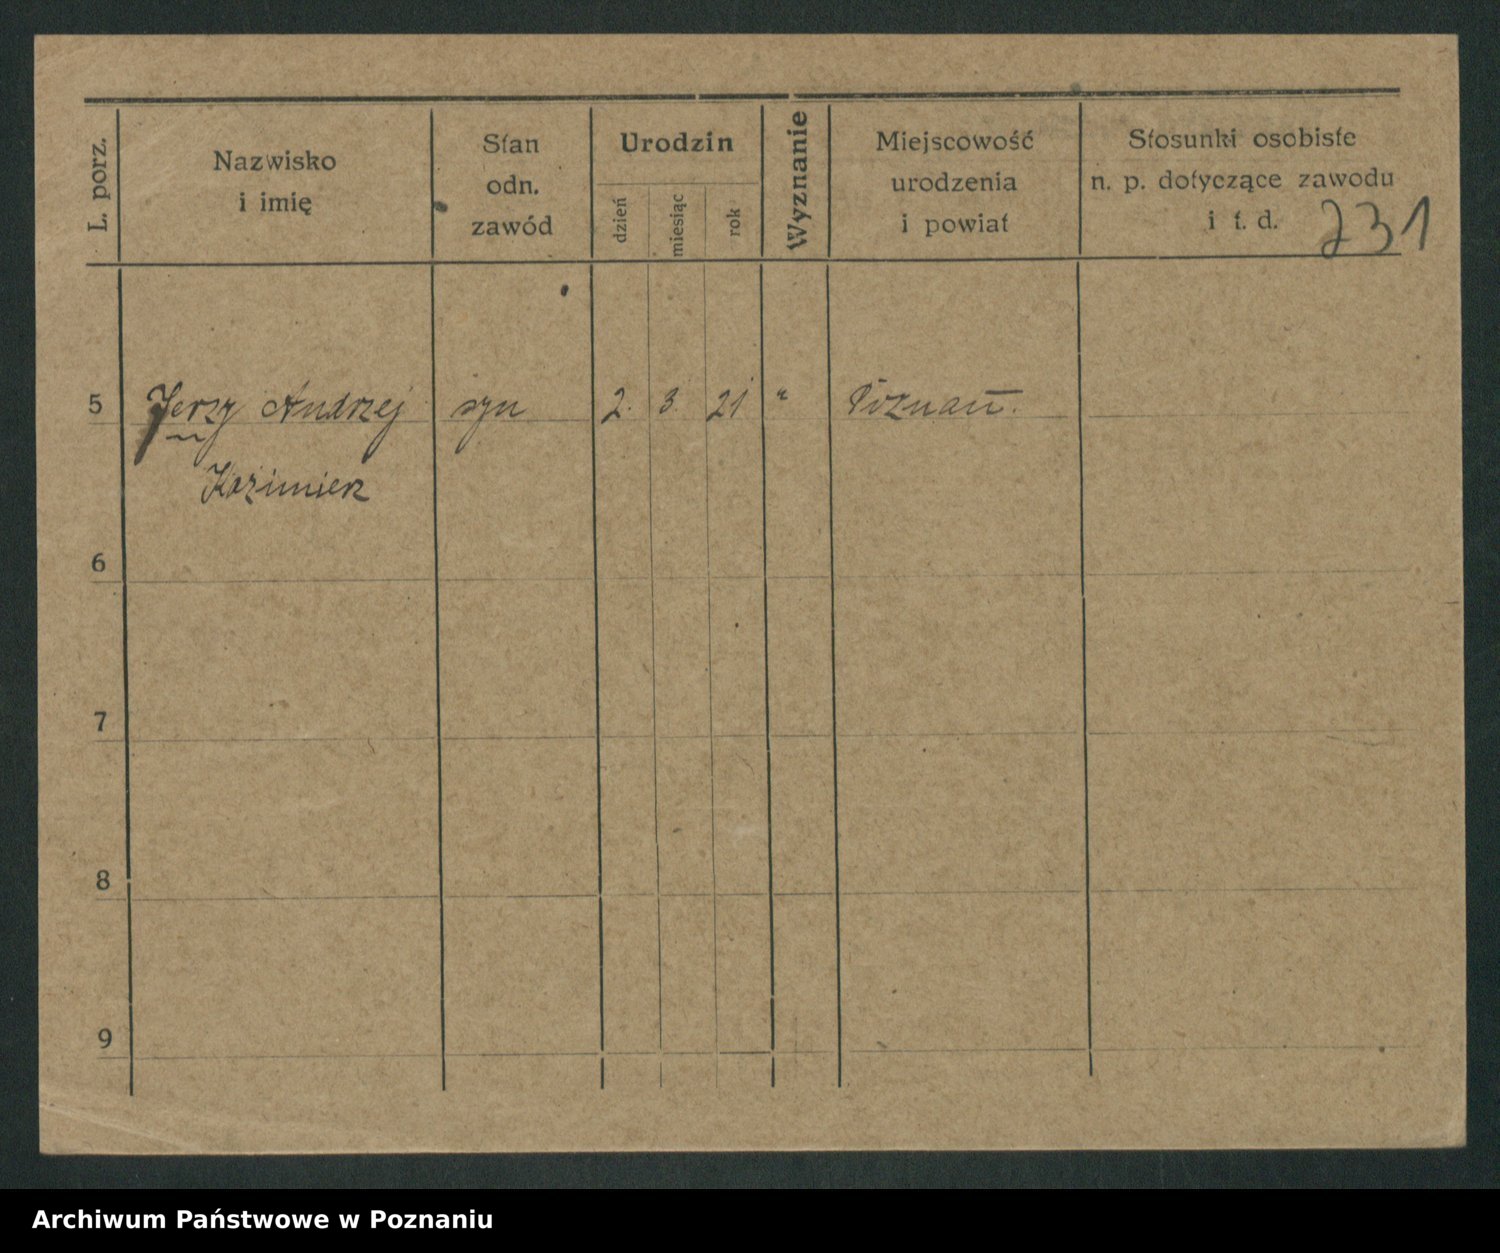 L. porz. Nazwisko i imię Stan odn. zawód Urodzin dzień miesiąc rok Wyznanie Miejscowość urodzenia i powiat Stosunki osobiste n. p. dotyczące zawodu i t. d.
231
5 Jerzy Andrzej syn 2. 3. 21 " Poznań.
Kazimierz
6
7
8
9
Archiwum Państwowe w Poznaniu